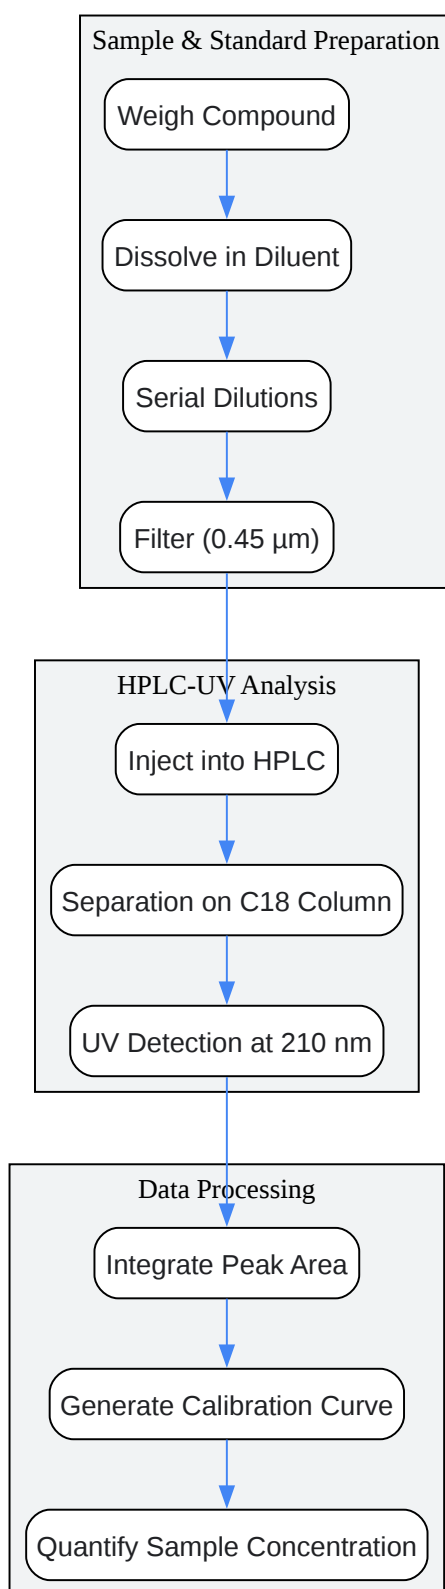 Sample & Standard Preparation
Weigh Compound
Dissolve in Diluent
Serial Dilutions
Filter (0.45 µm)
HPLC-UV Analysis
Inject into HPLC
Separation on C18 Column
UV Detection at 210 nm
Data Processing
Integrate Peak Area
Generate Calibration Curve
Quantify Sample Concentration